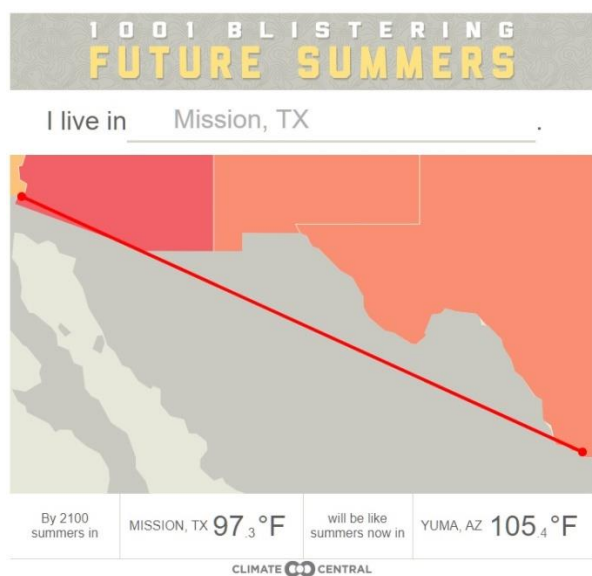 1001 BLISTERING
FUTURE SUMMERS
I live in Mission, TX .
By 2100
summers in
MISSION, TX 97.3°F
will be like
summers now in
YUMA, AZ 105.4°F
CLIMATE CENTRAL